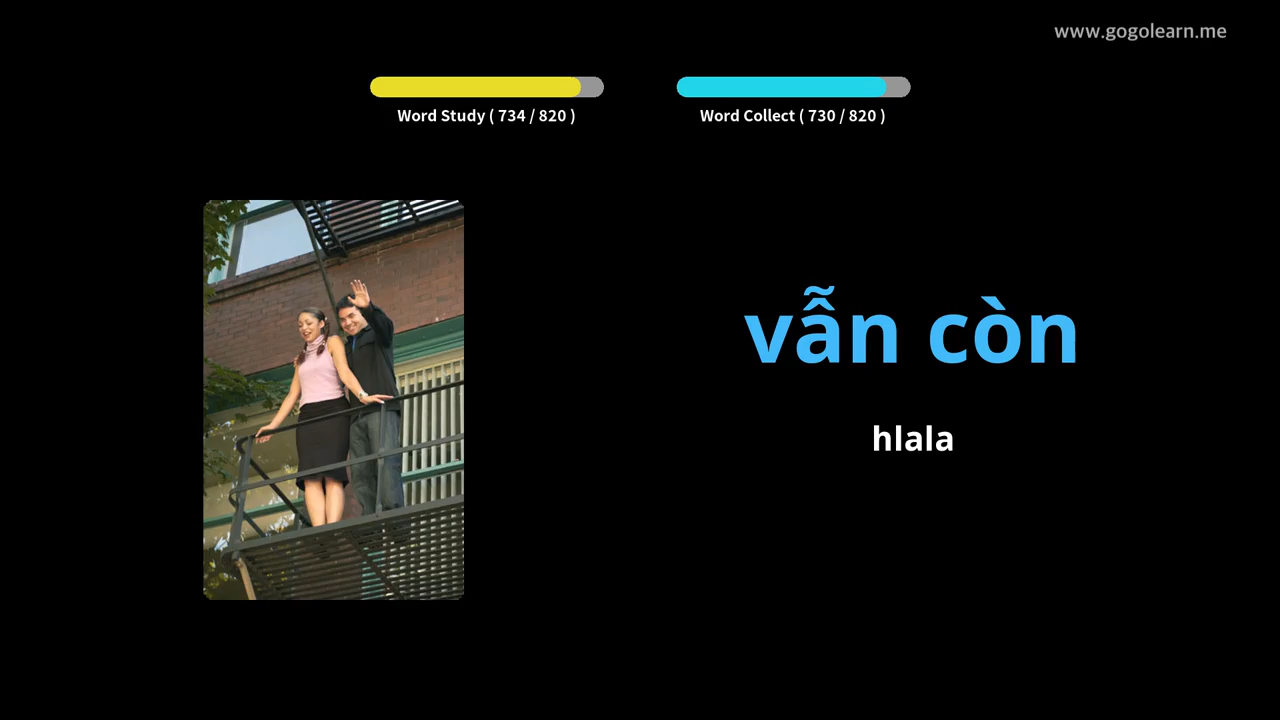 www.gogolearn.me
Word Study ( 734 / 820 )
Word Collect ( 730 / 820 )
vẫn còn
hlala